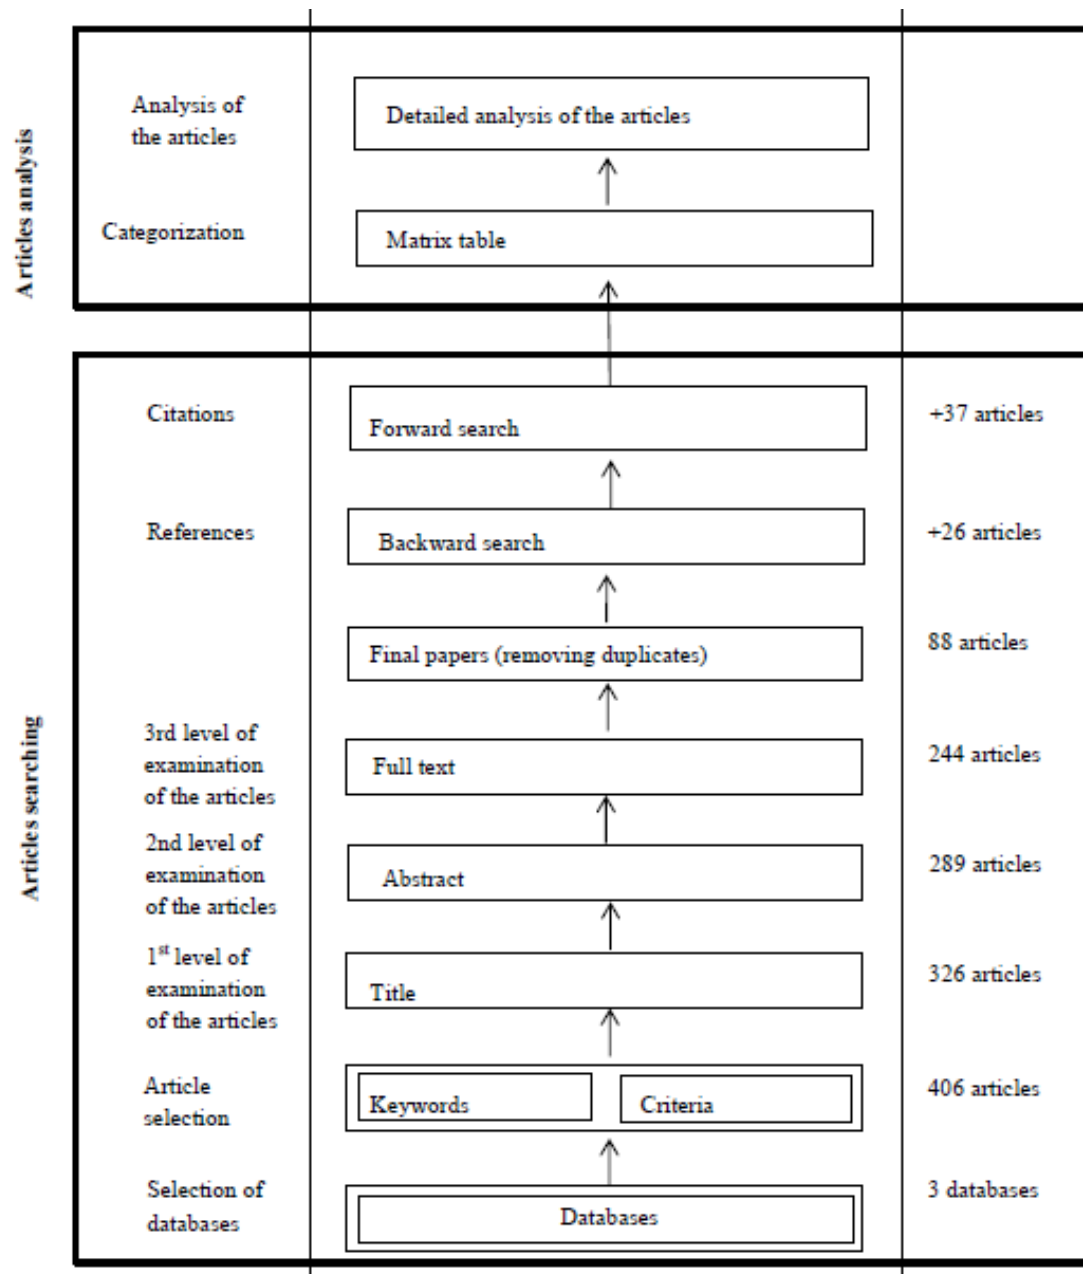 Articles analysis
Analysis of
the articles
Detailed analysis of the articles
Categorization
Matrix table
Articles searching
Citations
Forward search
+37 articles
References
Backward search
+26 articles
Final papers (removing duplicates)
88 articles
3rd level of
examination
of the articles
Full text
244 articles
2nd level of
examination
of the articles
Abstract
289 articles
1st level of
examination
of the articles
Title
326 articles
Article
selection
Keywords
Criteria
406 articles
Selection of
databases
Databases
3 databases